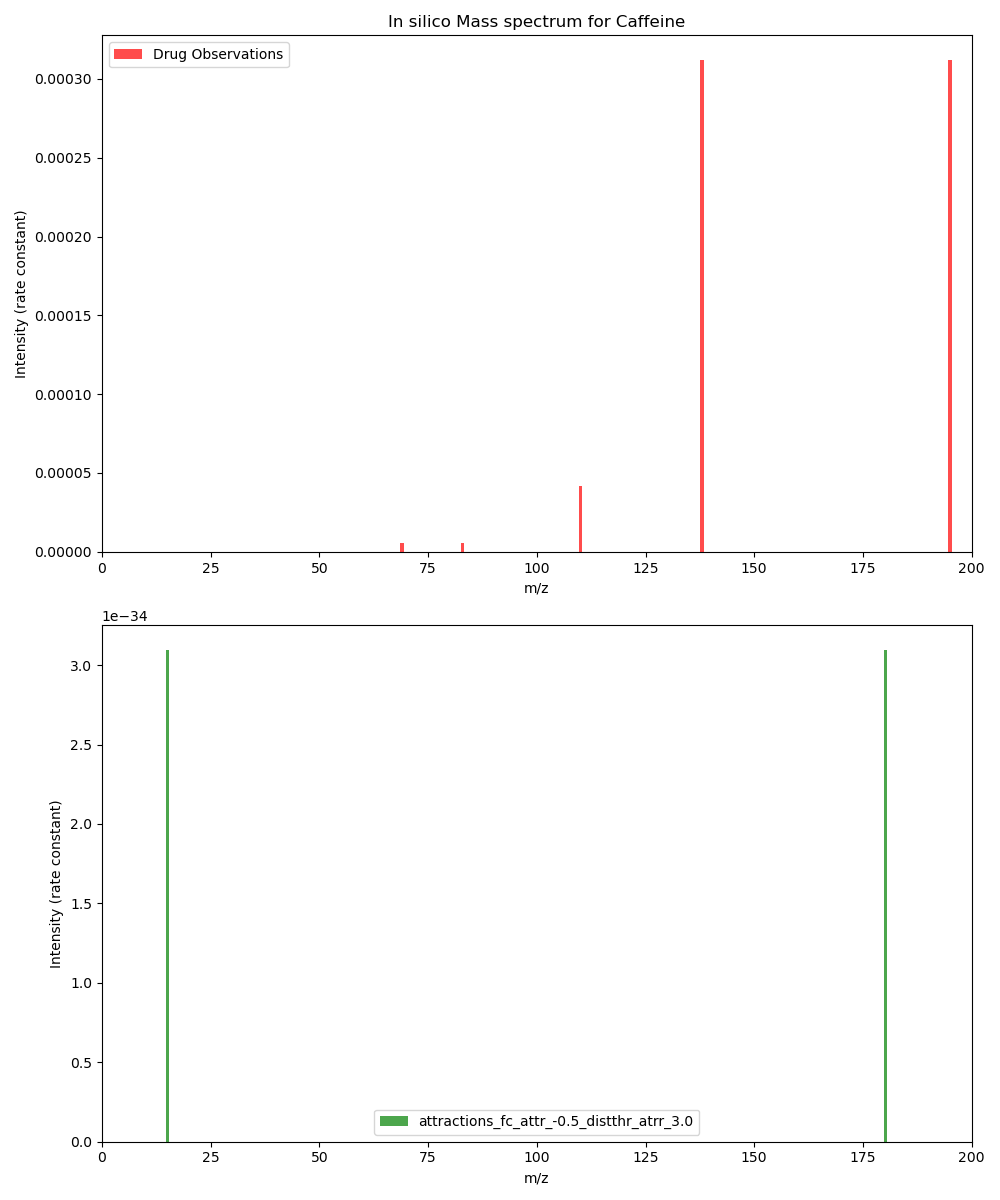 In silico Mass spectrum for Caffeine
Drug Observations
0.00030
0.00025
0.00020
0.00015
0.00010
0.00005
0.00000
Intensity (rate constant)
0 25 50 75 100 125 150 175 200
m/z
1e−34
3.0
2.5
2.0
1.5
1.0
0.5
0.0
Intensity (rate constant)
attractions_fc_attr_-0.5_distthr_atrr_3.0
0 25 50 75 100 125 150 175 200
m/z